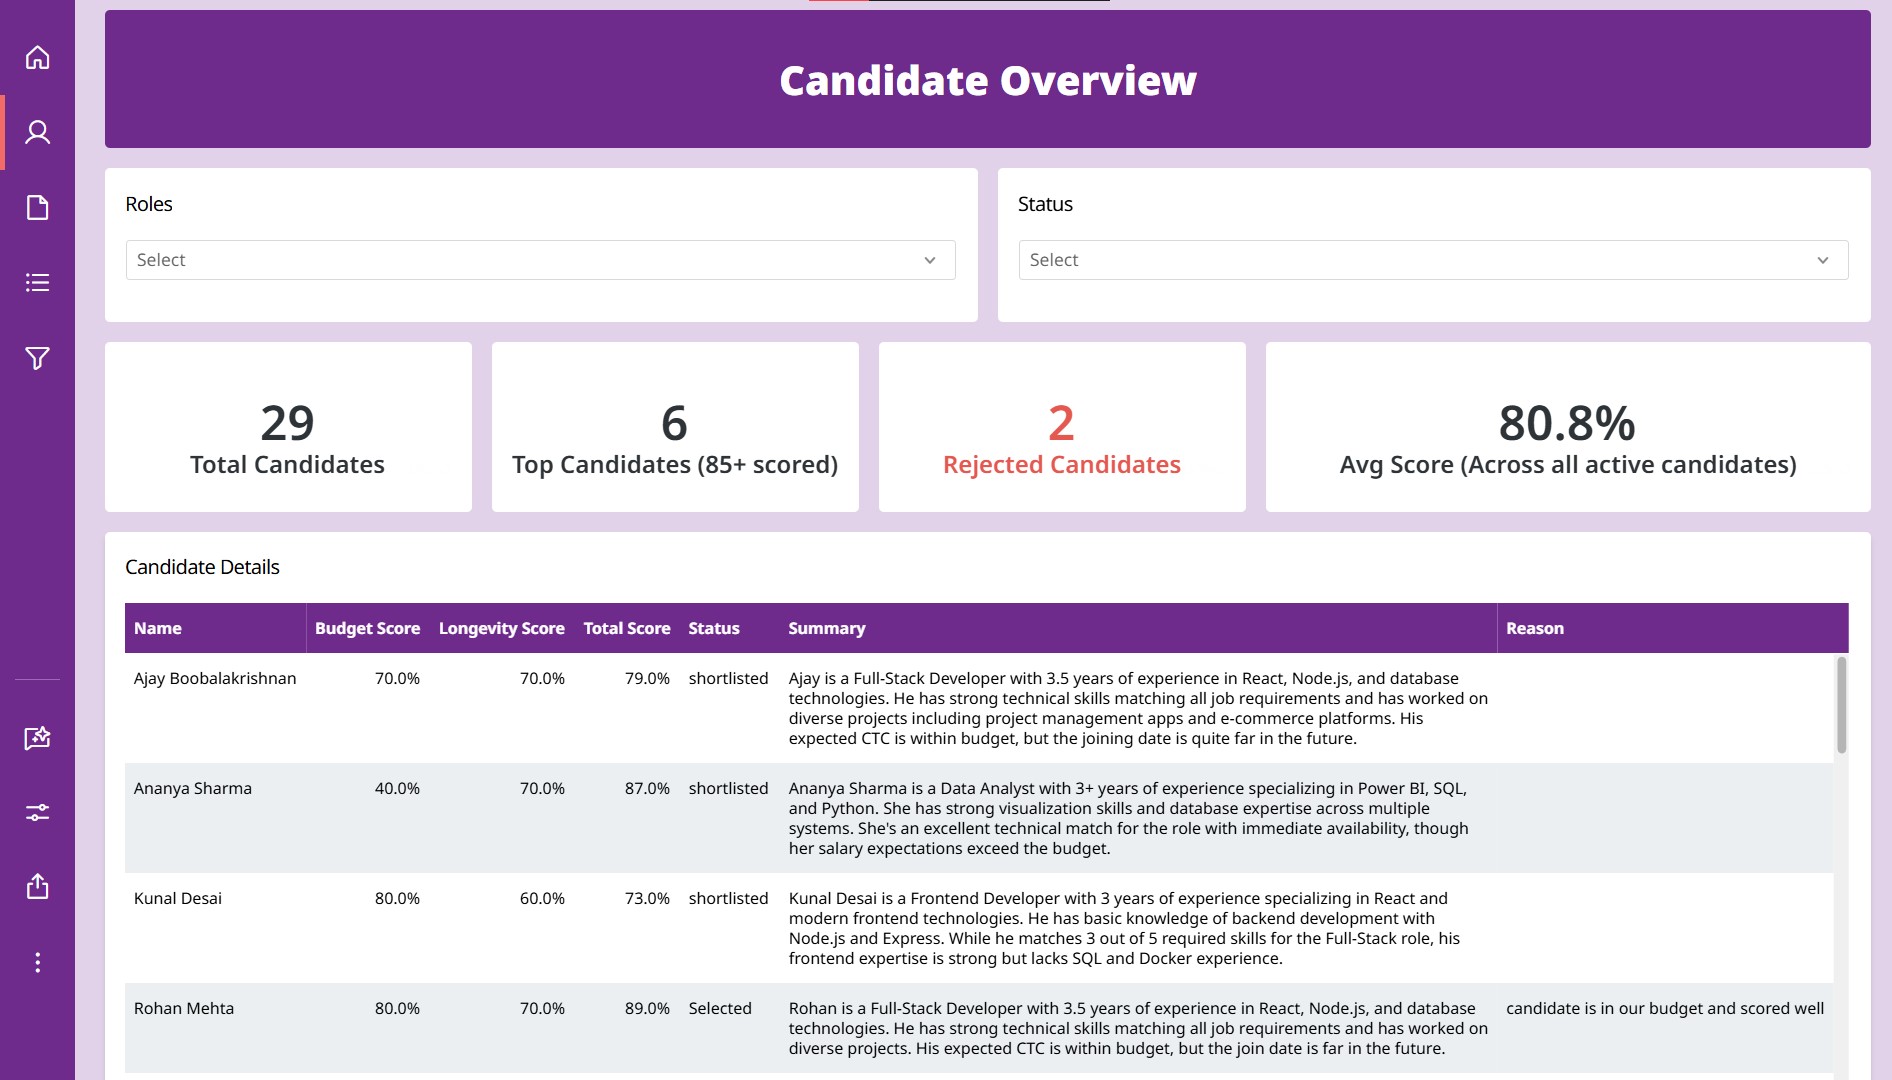 Candidate Overview
Roles
Select
Status
Select
29
Total Candidates
6
Top Candidates (85+ scored)
2
Rejected Candidates
80.8%
Avg Score (Across all active candidates)
Candidate Details
Name Budget Score Longevity Score Total Score Status Summary Reason
Ajay Boobalakrishnan 70.0% 70.0% 79.0% shortlisted Ajay is a Full-Stack Developer with 3.5 years of experience in React, Node.js, and database
technologies. He has strong technical skills matching all job requirements and has worked on
diverse projects including project management apps and e-commerce platforms. His
expected CTC is within budget, but the joining date is quite far in the future.
Ananya Sharma 40.0% 70.0% 87.0% shortlisted Ananya Sharma is a Data Analyst with 3+ years of experience specializing in Power BI, SQL,
and Python. She has strong visualization skills and database expertise across multiple
systems. She's an excellent technical match for the role with immediate availability, though
her salary expectations exceed the budget.
Kunal Desai 80.0% 60.0% 73.0% shortlisted Kunal Desai is a Frontend Developer with 3 years of experience specializing in React and
modern frontend technologies. He has basic knowledge of backend development with
Node.js and Express. While he matches 3 out of 5 required skills for the Full-Stack role, his
frontend expertise is strong but lacks SQL and Docker experience.
Rohan Mehta 80.0% 70.0% 89.0% Selected Rohan is a Full-Stack Developer with 3.5 years of experience in React, Node.js, and database candidate is in our budget and scored well
technologies. He has strong technical skills matching all job requirements and has worked on
diverse projects. His expected CTC is within budget, but the join date is far in the future.